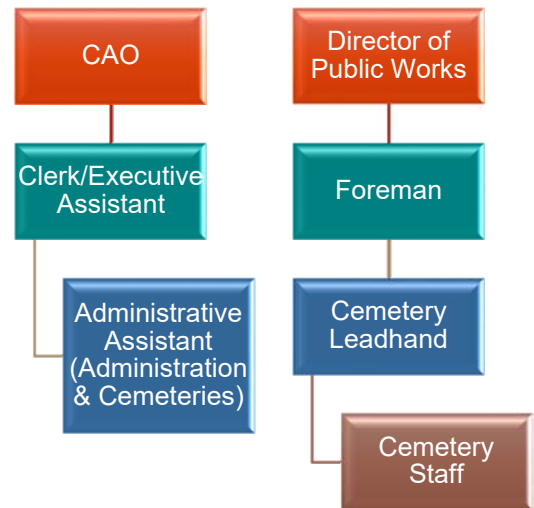 CAO
Clerk/Executive
Assistant
Administrative
Assistant
(Administration
& Cemeteries)
Director of
Public Works
Foreman
Cemetery
Leadhand
Cemetery
Staff